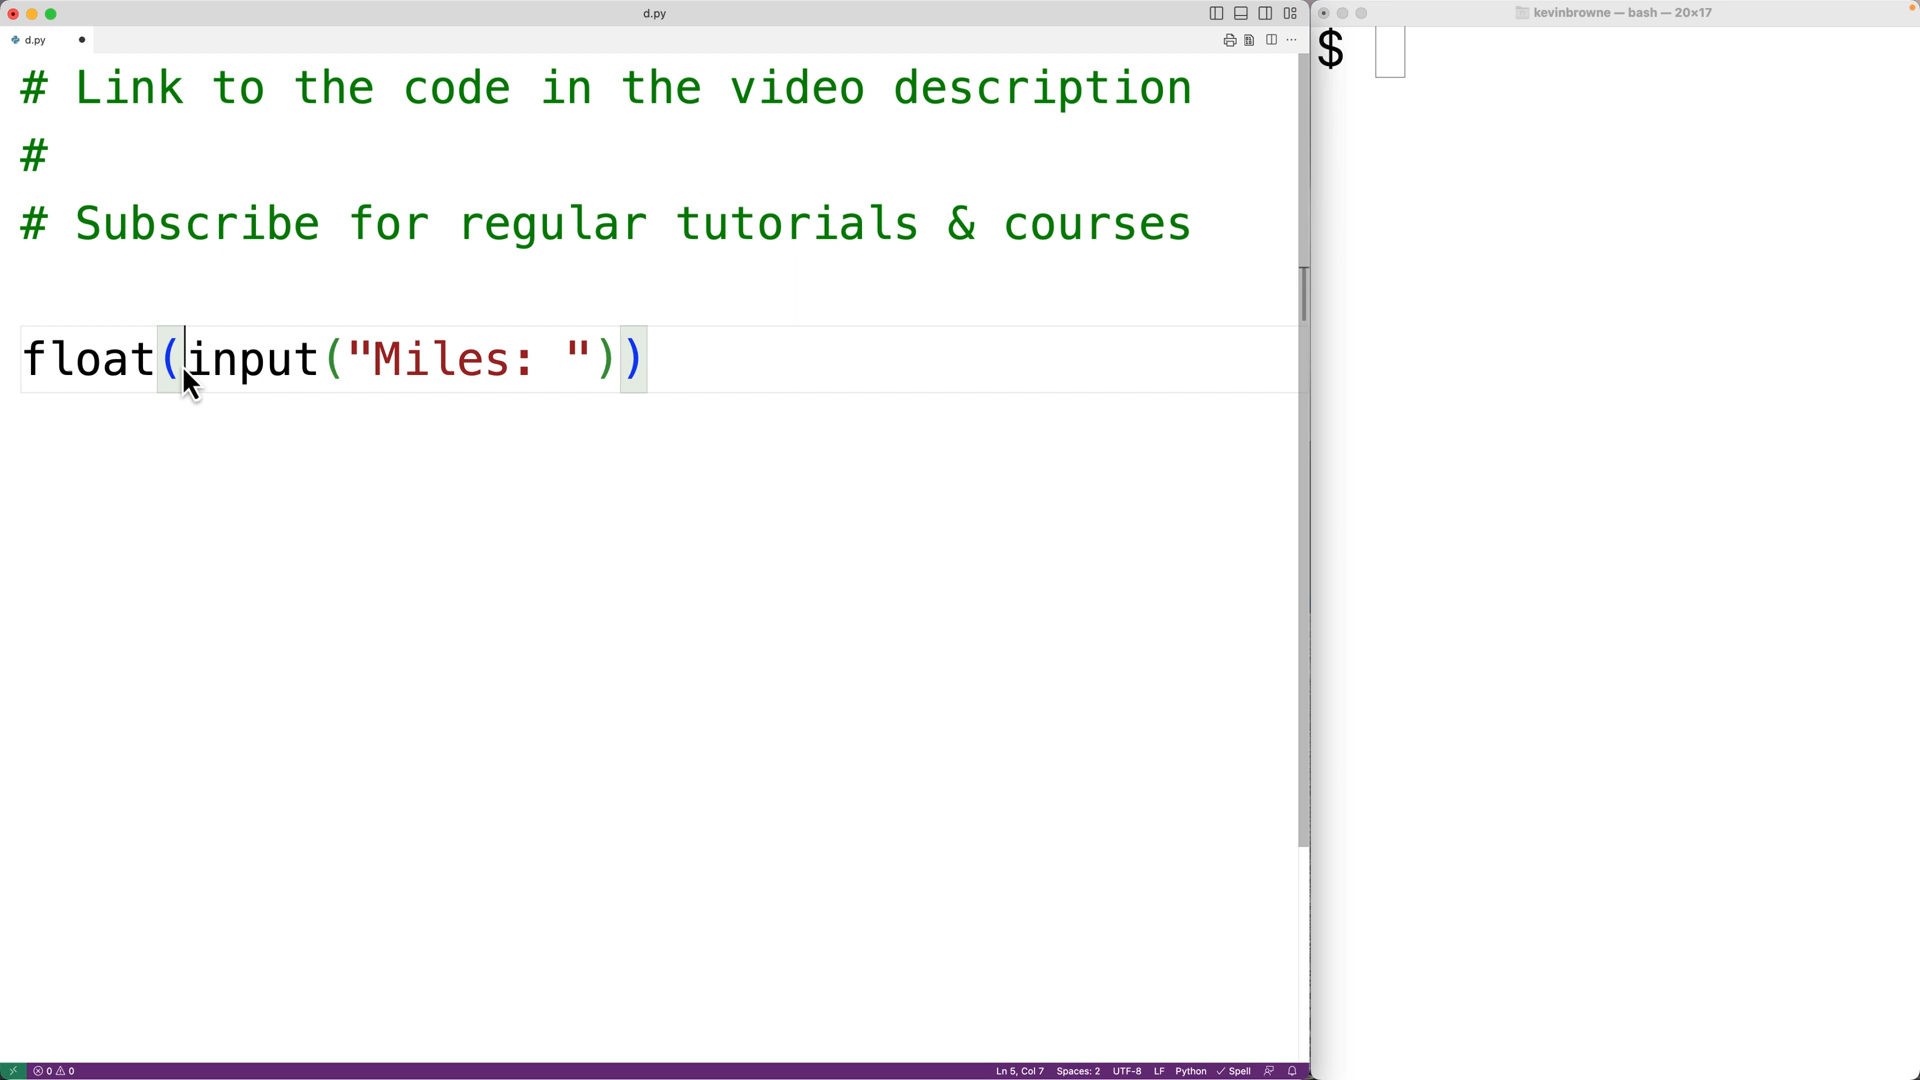 d.py
kevinbrowne — bash — 20×17
d.py
# Link to the code in the video description
#
# Subscribe for regular tutorials & courses
float(input("Miles: "))
$
0 0 Ln 5, Col 7 Spaces: 2 UTF-8 LF Python Spell